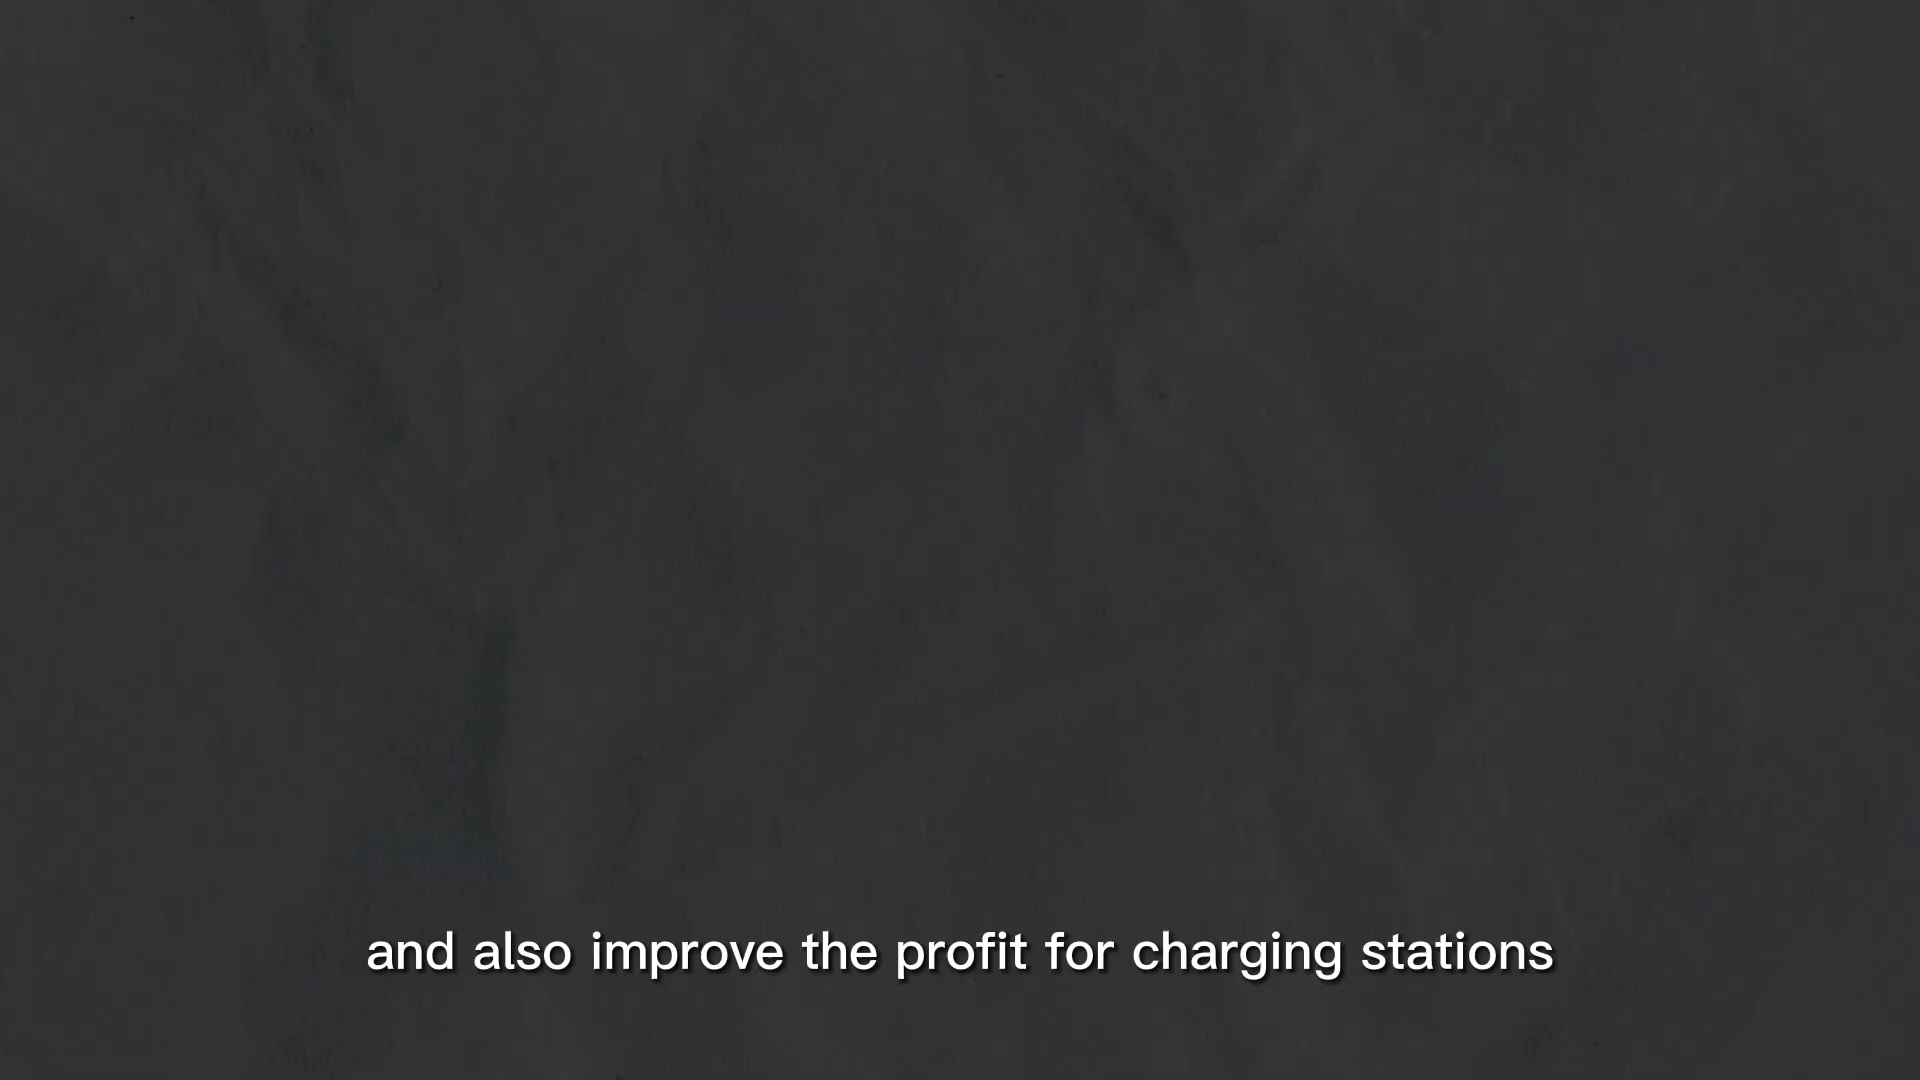 and also improve the profit for charging stations